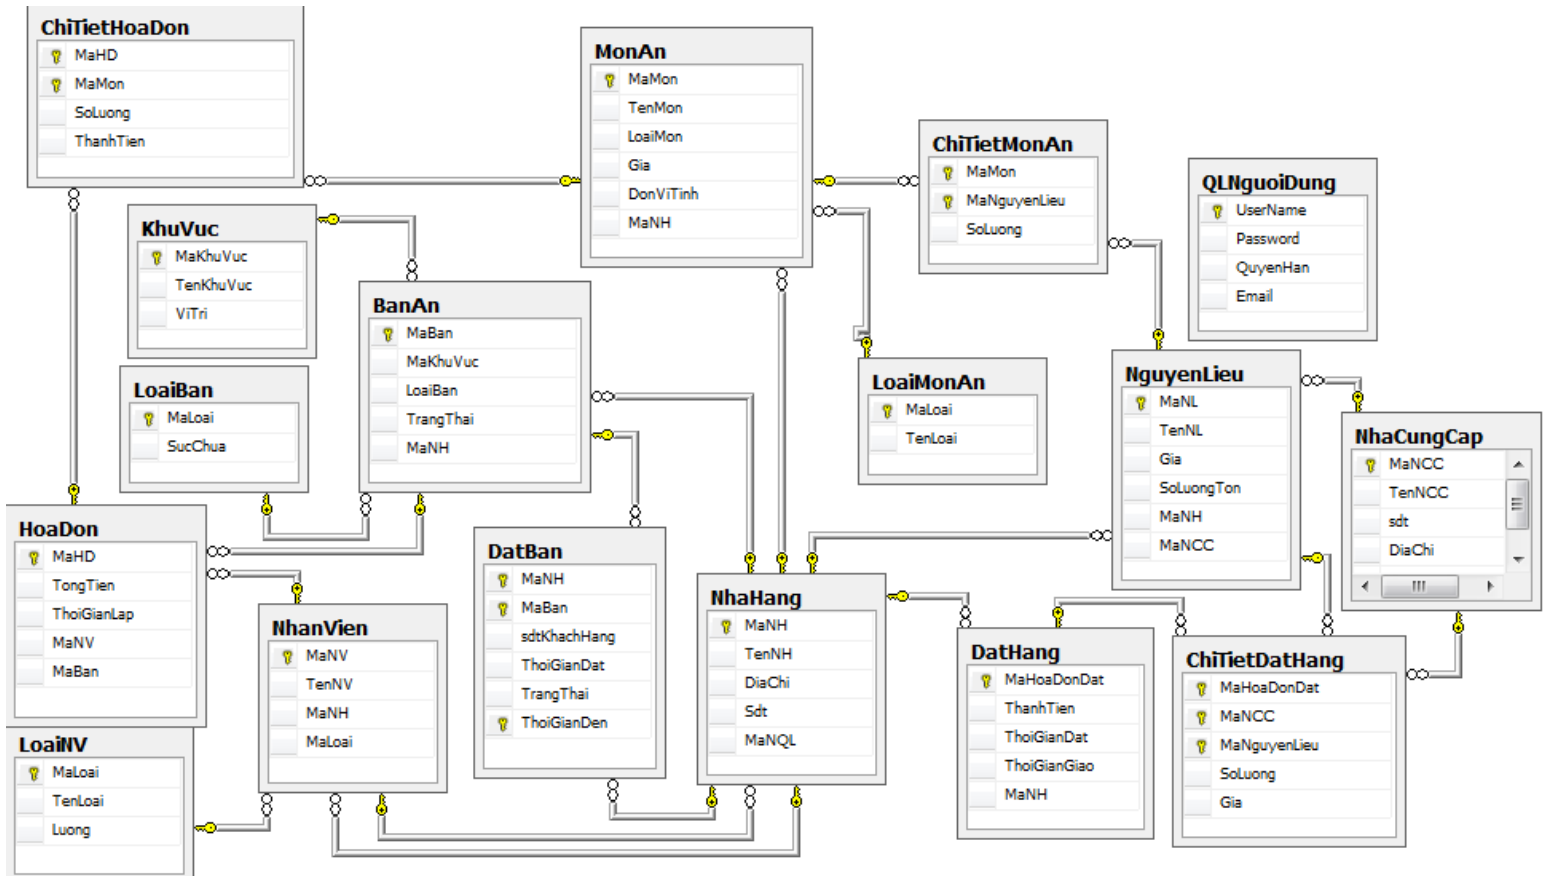 ChiTietHoaDon
MaHD
MaMon
SoLuong
ThanhTien
MonAn
MaMon
TenMon
LoaiMon
Gia
DonViTinh
MaNH
ChiTietMonAn
MaMon
MaNguyenLieu
SoLuong
QLNguoiDung
UserName
Password
QuyenHan
Email
KhuVuc
MaKhuVuc
TenKhuVuc
ViTri
BanAn
MaBan
MaKhuVuc
LoaiBan
TrangThai
MaNH
LoaiBan
MaLoai
SucChua
LoaiMonAn
MaLoai
TenLoai
NguyenLieu
MaNL
TenNL
Gia
SoLuongTon
MaNH
MaNCC
NhaCungCap
MaNCC
TenNCC
sdt
DiaChi
HoaDon
MaHD
TongTien
ThoiGianLap
MaNV
MaBan
DatBan
MaNH
MaBan
sdtKhachHang
ThoiGianDat
TrangThai
ThoiGianDen
NhanVien
MaNV
TenNV
MaNH
MaLoai
NhaHang
MaNH
TenNH
DiaChi
Sdt
MaNQL
DatHang
MaHoaDonDat
ThanhTien
ThoiGianDat
ThoiGianGiao
MaNH
ChiTietDatHang
MaHoaDonDat
MaNCC
MaNguyenLieu
SoLuong
Gia
LoaiNV
MaLoai
TenLoai
Luong